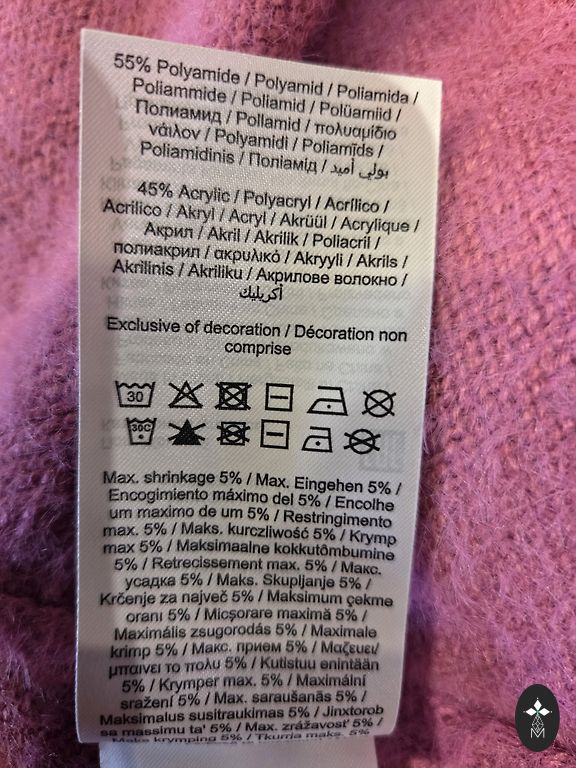 55% Polyamide / Polyamid / Poliamida /
Poliammide / Poliamid / Polüamiid /
Полиамид / Poliamid / πολυαμίδιο
νάιλον / Polyamidi / Poliamīds /
Poliamidinis / Поліамід / بولي أميد
45% Acrylic / Polyacryl / Acrílico /
Acrilico / Akryl / Acryl / Akrüül / Acrylique /
Акрил / Akril / Akrilik / Poliacril /
полиакрил / ακρυλικό / Akryyli / Akrils /
Akrilinis / Akriliku / Акрилове волокно /
أكريليك
Exclusive of decoration / Décoration non
comprise
30
30C
Max. shrinkage 5% / Max. Eingehen 5% /
Encogimiento máximo del 5% / Encolhe
um maximo de um 5% / Restringimento
max. 5% / Maks. kurczliwość 5% / Krymp
max 5% / Maksimaalne kokkutõmbumine
5% / Retrecissement max. 5% / Макс.
усадка 5% / Maks. Skupljanje 5% /
Krčenje za največ 5% / Maksimum çekme
oranı 5% / Micşorare maximă 5% /
Maximális zsugorodás 5% / Maximale
krimp 5% / Макс. прием 5% / Μαζευει/
μπαινει το πολυ 5% / Kutistuu enintään
5% / Krymper max. 5% / Maximální
sražení 5% / Max. saraušanās 5% /
Maksimalus susitraukimas 5% / Jinxtorob
sa massimu ta' 5% / Max. zrážavosť 5% /
Maks krymping 5% / Tkurrja maks. 5%
M